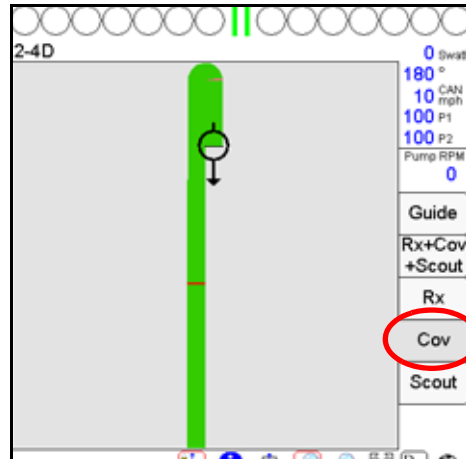 2-4D
0 Swath
180 °
10 CAN mph
100 P1
100 P2
Pump RPM
0
Guide
Rx+Cov
+Scout
Rx
Cov
Scout